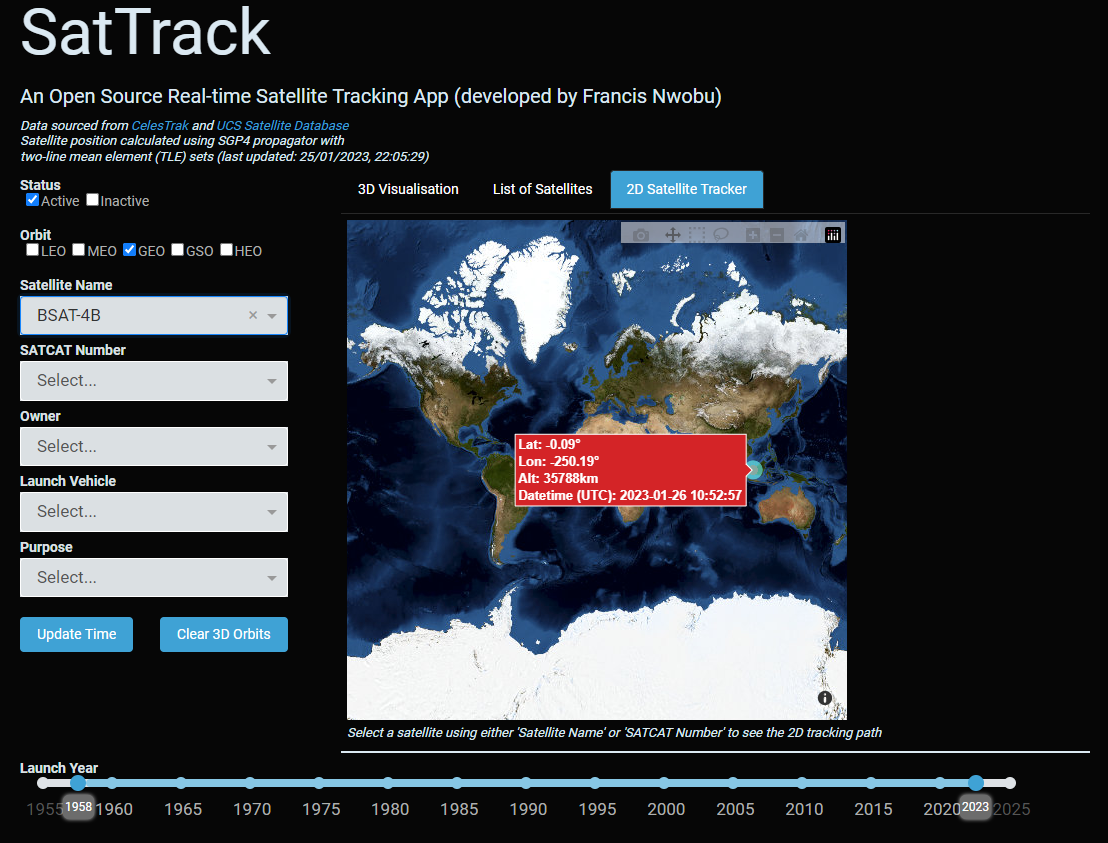 SatTrack
An Open Source Real-time Satellite Tracking App (developed by Francis Nwobu)
Data sourced from CelesTrak and UCS Satellite Database
Satellite position calculated using SGP4 propagator with
two-line mean element (TLE) sets (last updated: 25/01/2023, 22:05:29)
Status
Active Inactive
Orbit
LEO MEO GEO GSO HEO
Satellite Name
BSAT-4B ×
SATCAT Number
Select...
Owner
Select...
Launch Vehicle
Select...
Purpose
Select...
Update Time Clear 3D Orbits
3D Visualisation List of Satellites 2D Satellite Tracker
Lat: -0.09°
Lon: -250.19°
Alt: 35788km
Datetime (UTC): 2023-01-26 10:52:57
Select a satellite using either 'Satellite Name' or 'SATCAT Number' to see the 2D tracking path
Launch Year
1955 1958 1960 1965 1970 1975 1980 1985 1990 1995 2000 2005 2010 2015 2020 2023 2025